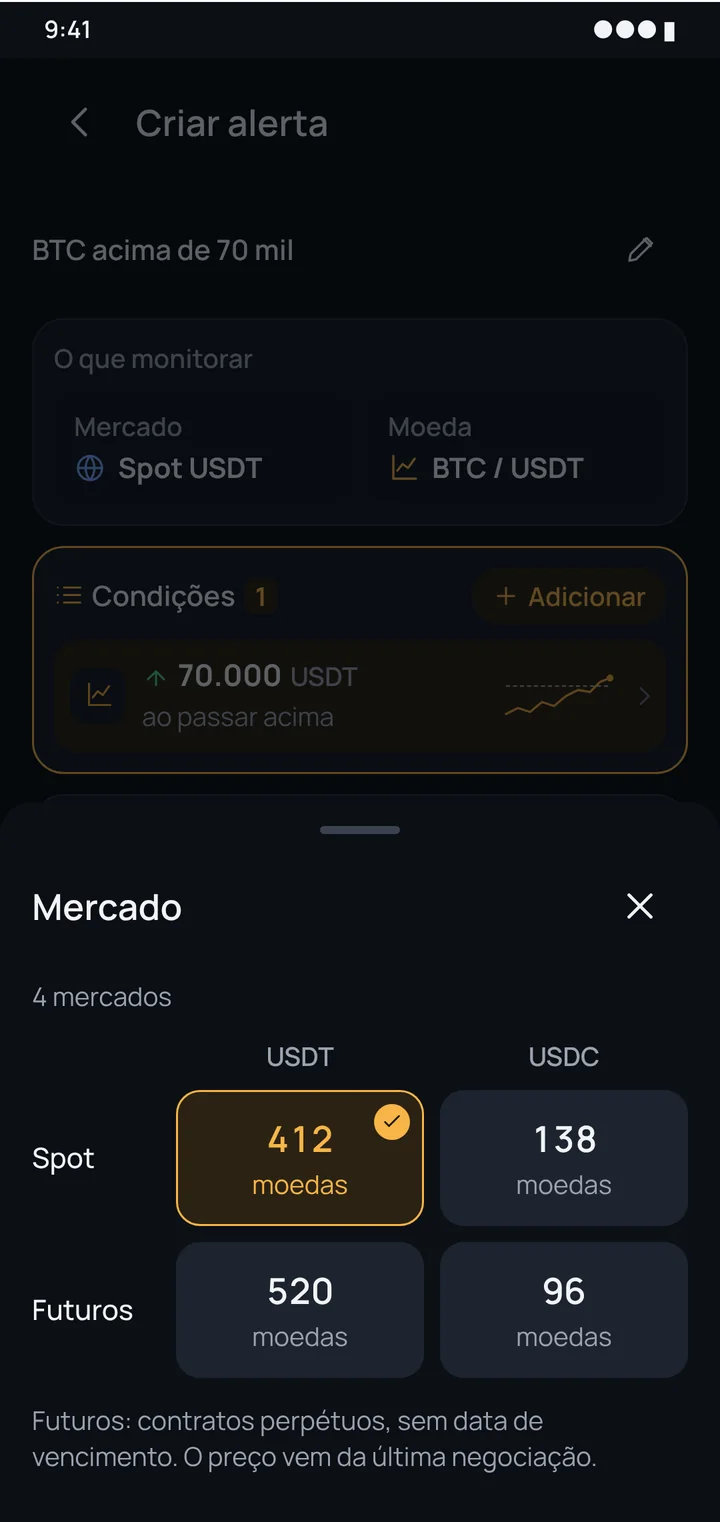 9:41
Criar alerta
BTC acima de 70 mil
O que monitorar
Mercado Moeda
Spot USDT BTC / USDT
Condições 1 + Adicionar
↑ 70.000 USDT
ao passar acima
Mercado
4 mercados
USDT USDC
Spot 412 moedas 138 moedas
Futuros 520 moedas 96 moedas
Futuros: contratos perpétuos, sem data de
vencimento. O preço vem da última negociação.